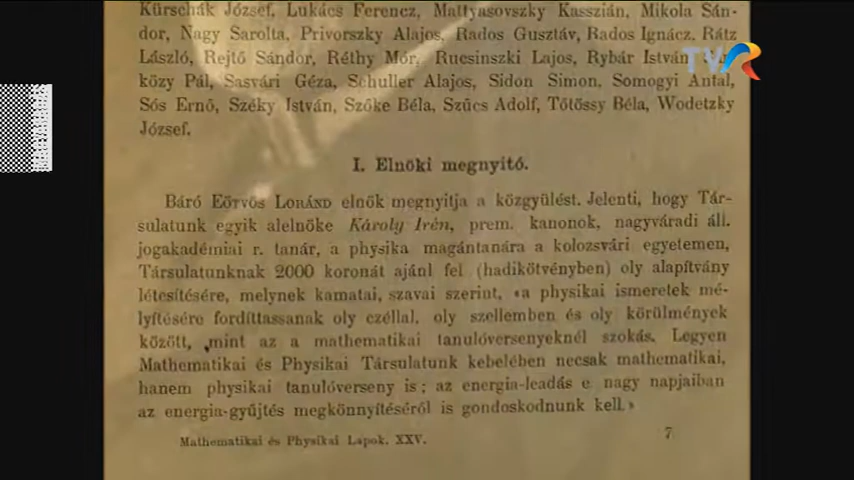 Kürschák József, Lukács Ferencz, Mattyasovszky Kasszián, Mikola Sán-
dor, Nagy Sarolta, Privorszky Alajos, Rados Gusztáv, Rados Ignácz, Rátz
László, Rejtő Sándor, Réthy Mór, Rucsinszki Lajos, Rybár István
TVR
közy Pál, Sasvári Géza, Schuller Alajos, Sidon Simon, Somogyi Antal,
Sós Ernő, Széky István, Szőke Béla, Szűcs Adolf, Tötössy Béla, Wodetzky
József.
I. Elnöki megnyitó.
Báró EÖTVÖS LORÁND elnök megnyitja a közgyülést. Jelenti, hogy Tár-
sulatunk egyik alelnöke Károly Irén, prem. kanonok, nagyváradi áll.
jogakadémiai r. tanár, a physika magántanára a kolozsvári egyetemen,
Társulatunknak 2000 koronát ajánl fel (hadikötvényben) oly alapítvány
létesítésére, melynek kamatai, szavai szerint, «a physikai ismeretek mé-
lyítésére fordíttassanak oly czéllal, oly szellemben és oly körülmények
között, mint az a mathematikai tanulóversenyeknél szokás. Legyen
Mathematikai és Physikai Társulatunk kebelében necsak mathematikai,
hanem physikai tanulóverseny is; az energia-leadás e nagy napjaiban
az energia-gyűjtés megkönnyítéséről is gondoskodnunk kell.»
Mathematikai és Physikai Lapok. XXV.
7